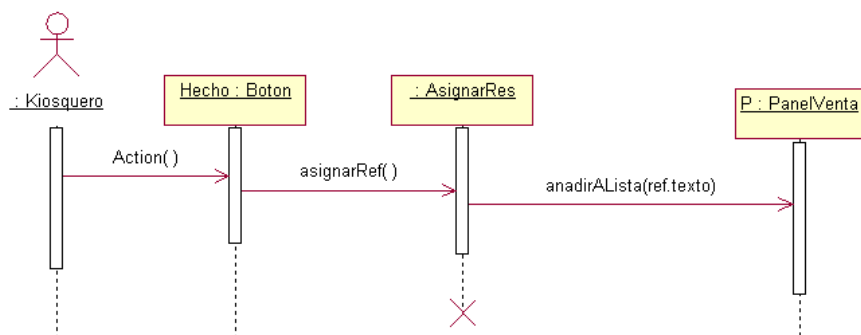 : Kiosquero
Hecho : Boton
: AsignarRes
P : PanelVenta
Action( )
asignarRef( )
anadirALista(ref.texto)